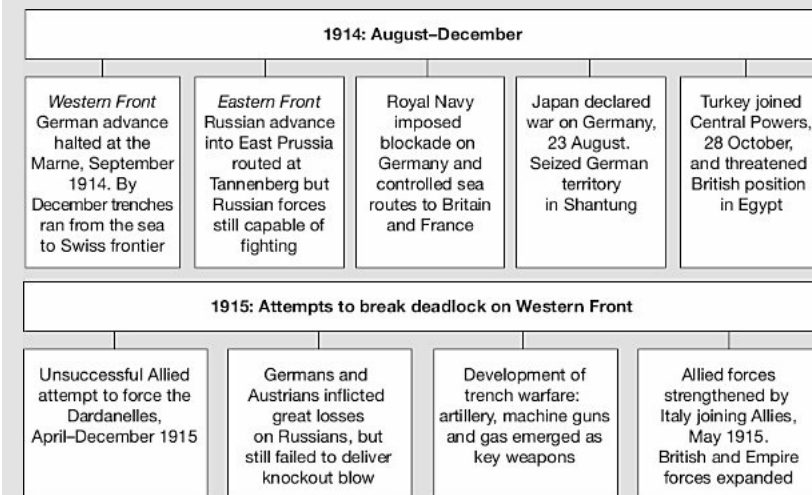 1914: August–December
Western Front
German advance
halted at the
Marne, September
1914. By
December trenches
ran from the sea
to Swiss frontier
Eastern Front
Russian advance
into East Prussia
routed at
Tannenberg but
Russian forces
still capable of
fighting
Royal Navy
imposed
blockade on
Germany and
controlled sea
routes to Britain
and France
Japan declared
war on Germany,
23 August.
Seized German
territory
in Shantung
Turkey joined
Central Powers,
28 October,
and threatened
British position
in Egypt
1915: Attempts to break deadlock on Western Front
Unsuccessful Allied
attempt to force the
Dardanelles,
April–December 1915
Germans and
Austrians inflicted
great losses
on Russians, but
still failed to deliver
knockout blow
Development of
trench warfare:
artillery, machine guns
and gas emerged as
key weapons
Allied forces
strengthened by
Italy joining Allies,
May 1915.
British and Empire
forces expanded